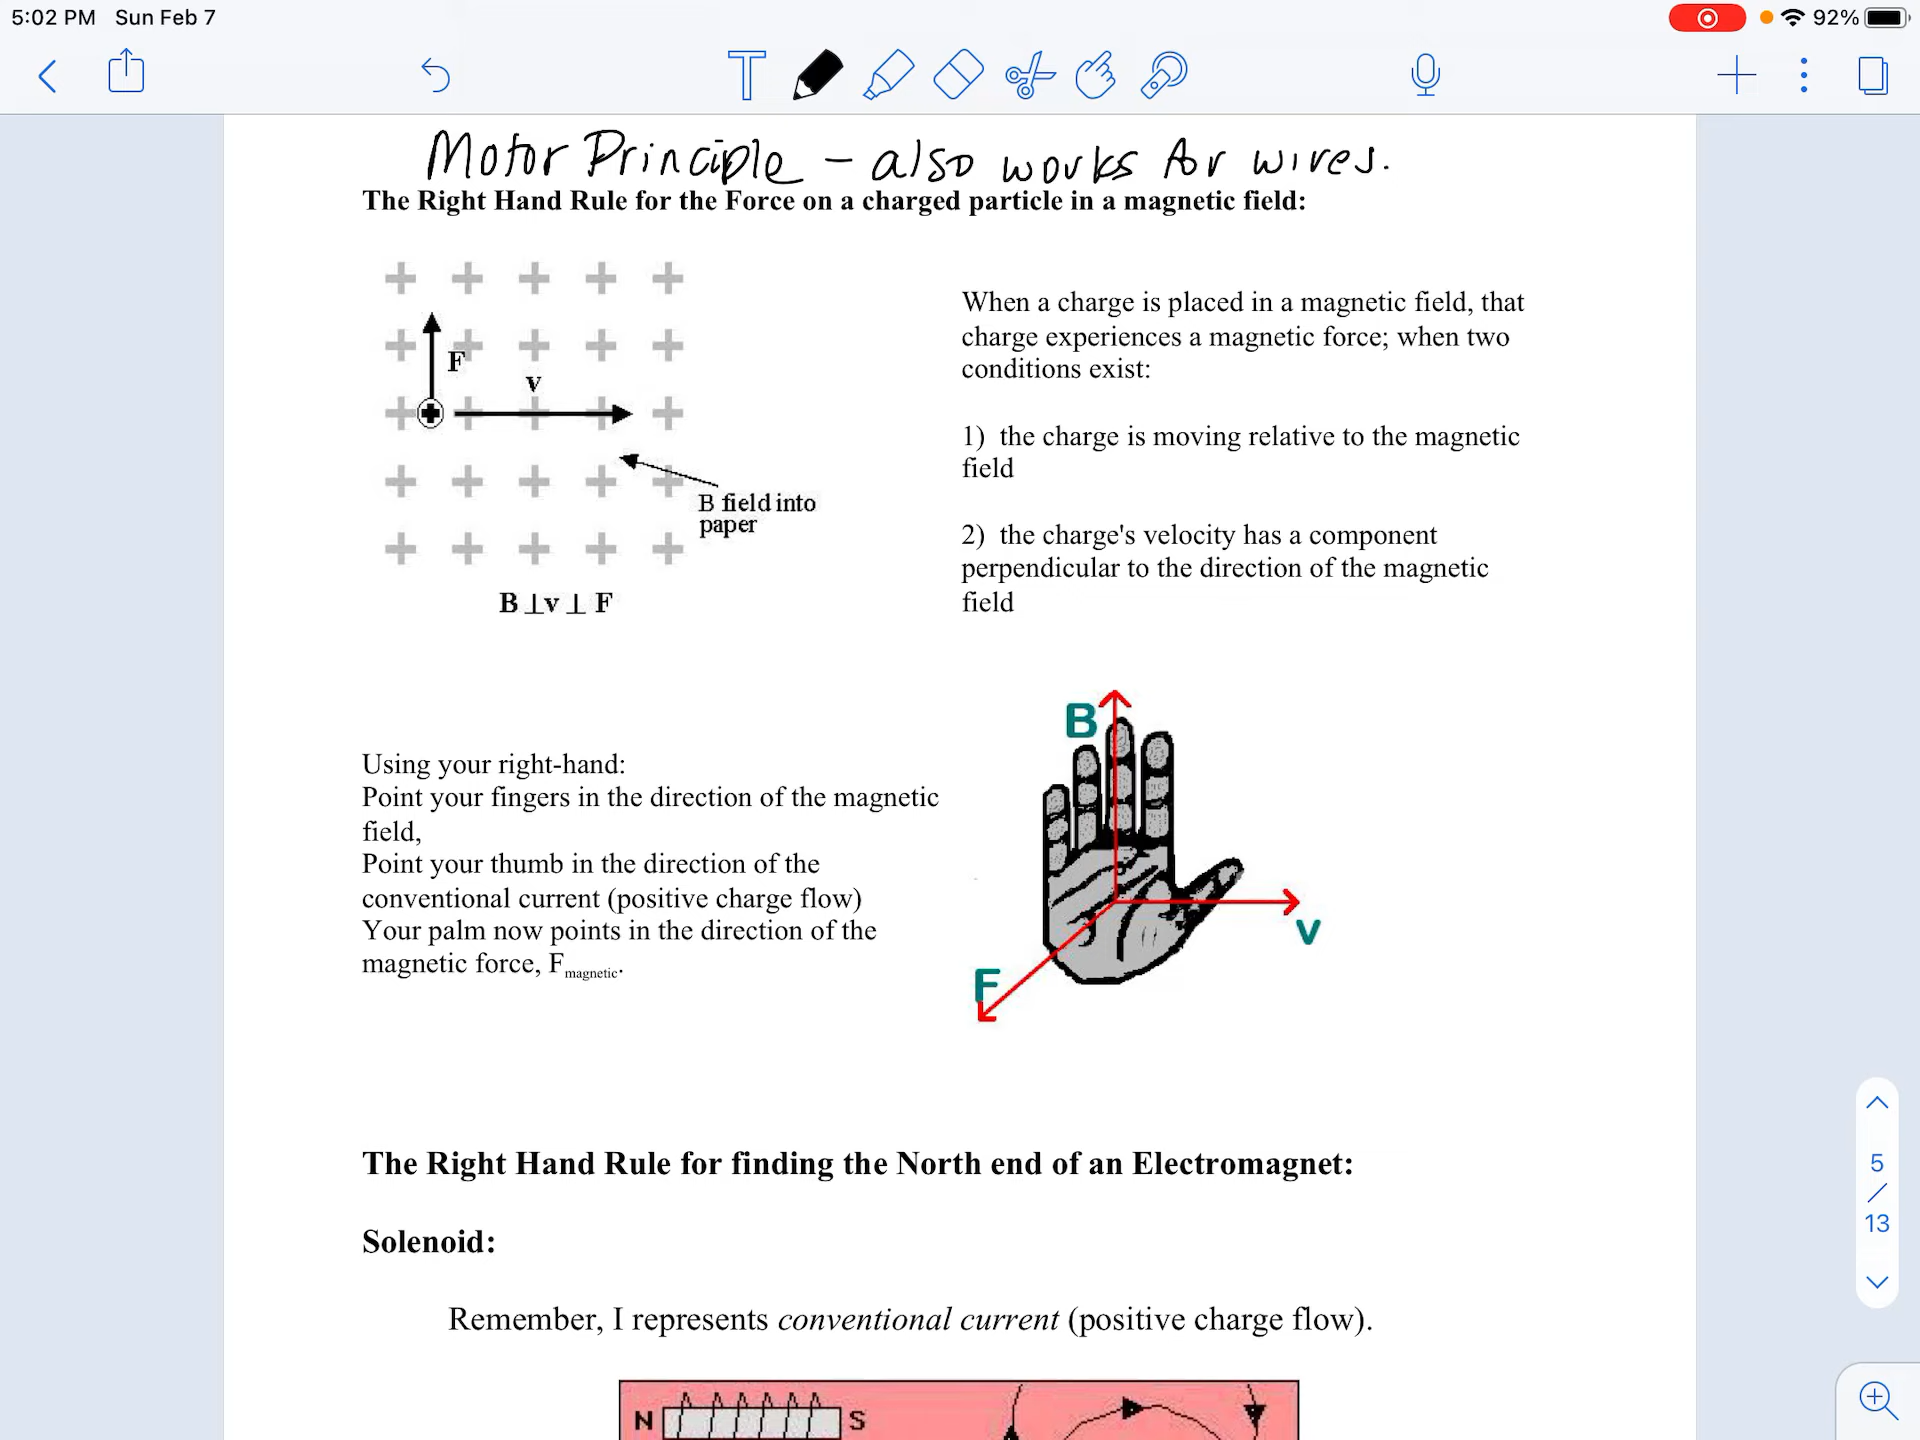 5:02 PM Sun Feb 7
92%
Motor Principle - also works for wires.
The Right Hand Rule for the Force on a charged particle in a magnetic field:
F
v
B field into
paper
B ⊥ v ⊥ F
When a charge is placed in a magnetic field, that
charge experiences a magnetic force; when two
conditions exist:
1) the charge is moving relative to the magnetic
field
2) the charge's velocity has a component
perpendicular to the direction of the magnetic
field
Using your right-hand:
Point your fingers in the direction of the magnetic
field,
Point your thumb in the direction of the
conventional current (positive charge flow)
Your palm now points in the direction of the
magnetic force, Fmagnetic.
B
v
F
The Right Hand Rule for finding the North end of an Electromagnet:
Solenoid:
Remember, I represents conventional current (positive charge flow).
N S
5
/
13